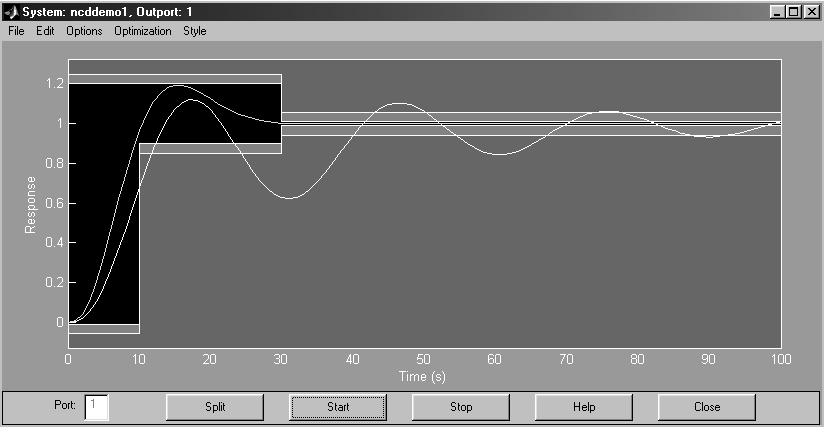 System: ncddemo1, Outport: 1
File Edit Options Optimization Style
1.2
1
0.8
0.6
0.4
0.2
0
Response
0 10 20 30 40 50 60 70 80 90 100
Time (s)
Port: 1 Split Start Stop Help Close